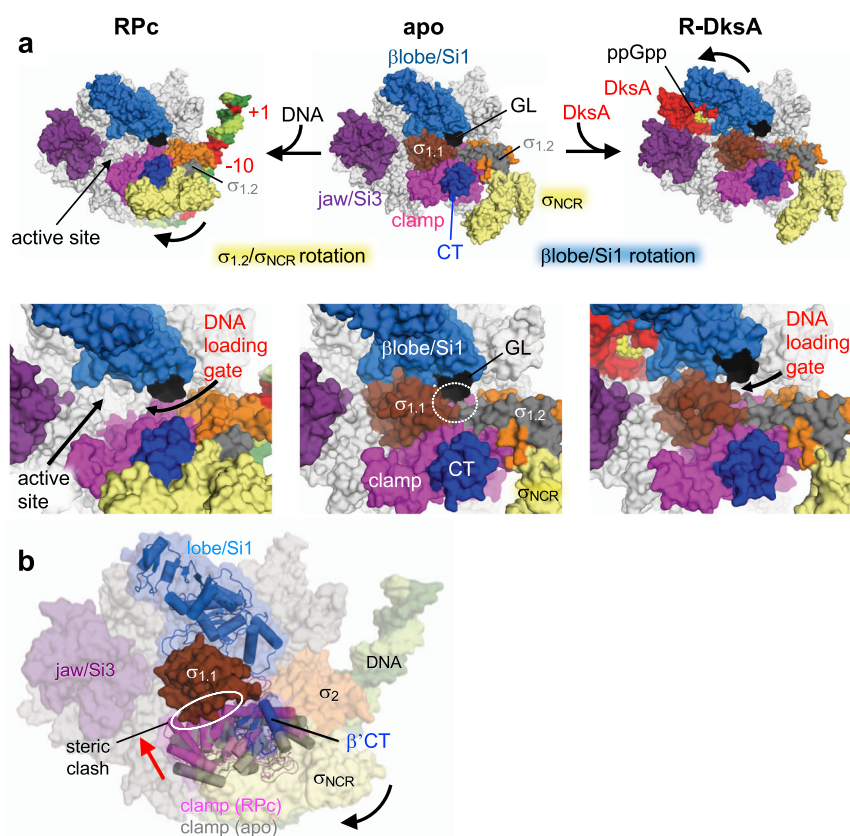 RPc
apo
R-DksA
a
βlobe/Si1
ppGpp
DksA
+1
DNA
GL
DksA
σ1.1
σ1.2
-10
σ1.2
jaw/Si3
σNCR
active site
clamp
CT
σ1.2/σNCR rotation
βlobe/Si1 rotation
DNA
loading
gate
active
site
βlobe/Si1
GL
σ1.1
σ1.2
clamp
CT
σNCR
DNA
loading
gate
b
lobe/Si1
jaw/Si3
σ1.1
DNA
σ2
steric
clash
β'CT
σNCR
clamp (RPc)
clamp (apo)